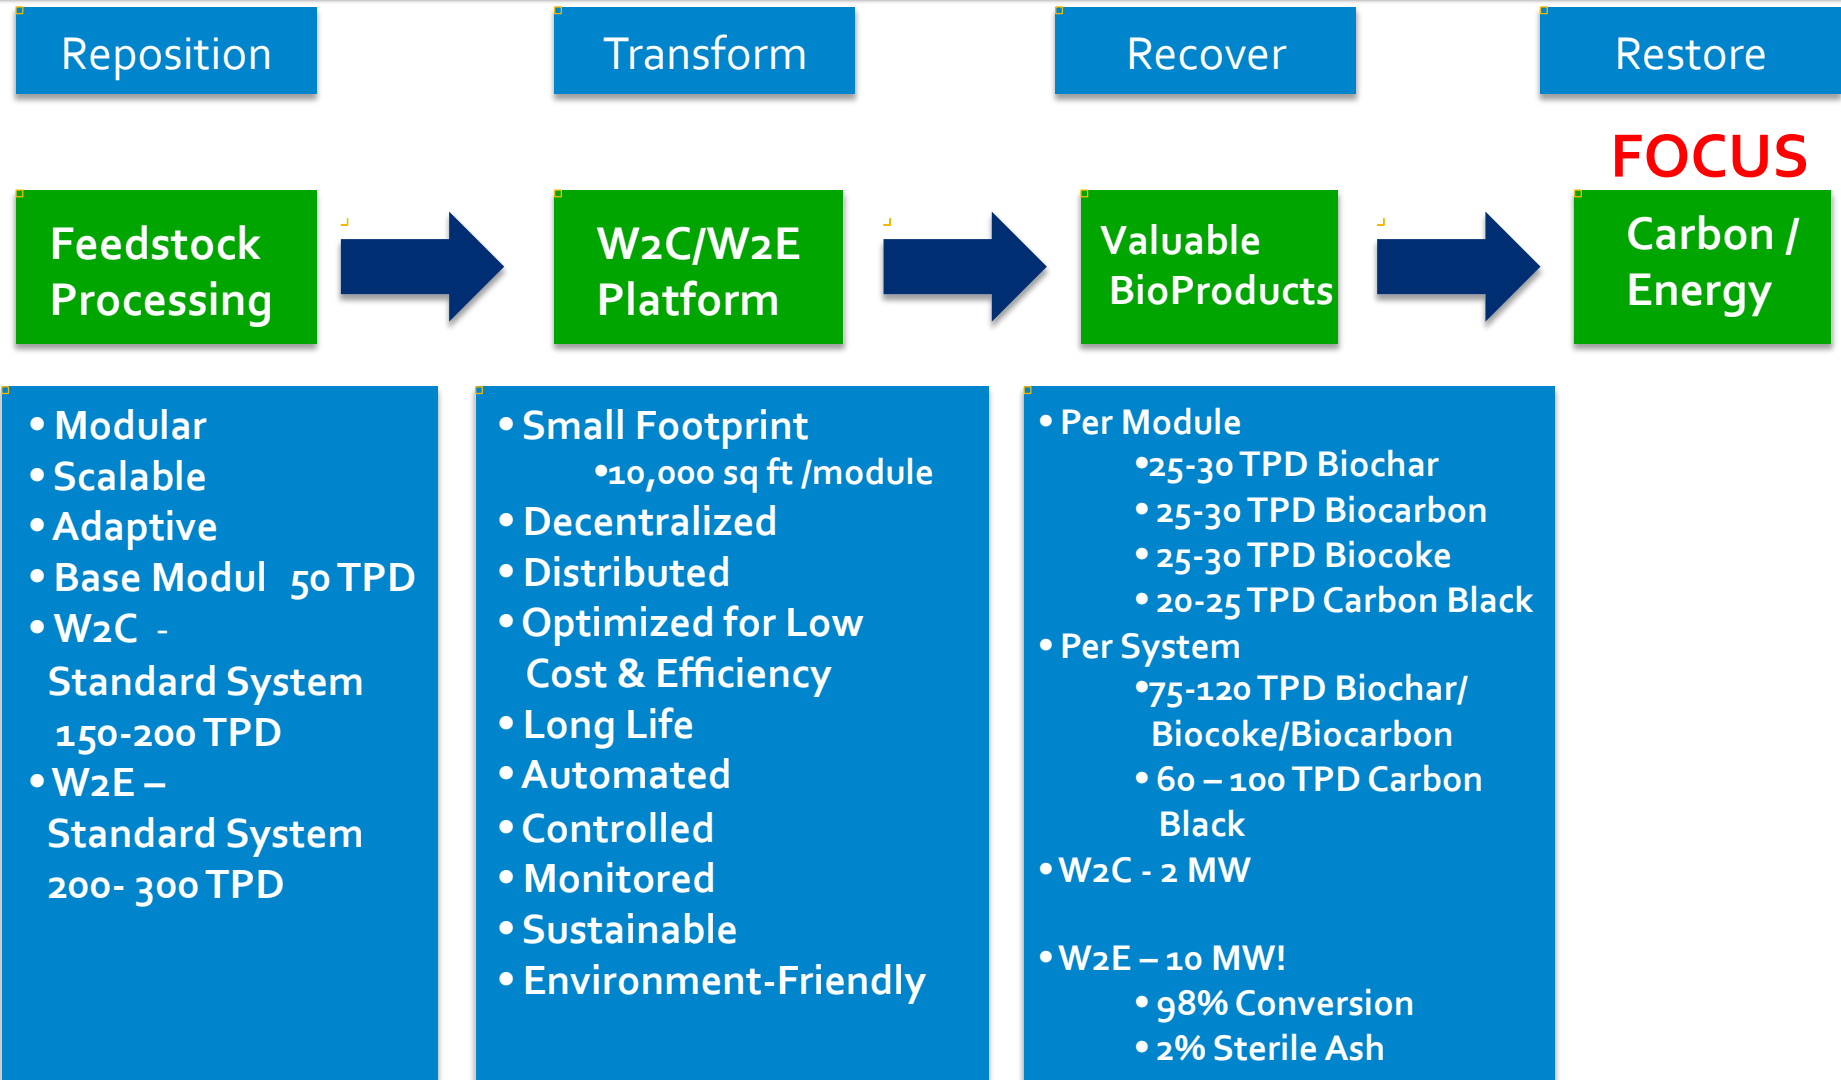 Reposition
Transform
Recover
Restore
FOCUS
Feedstock
Processing
W2C/W2E
Platform
Valuable
BioProducts
Carbon /
Energy
• Modular
• Scalable
• Adaptive
• Base Modul 50 TPD
• W2C -
Standard System
150-200 TPD
• W2E –
Standard System
200- 300 TPD
• Small Footprint
•10,000 sq ft /module
• Decentralized
• Distributed
• Optimized for Low
Cost & Efficiency
• Long Life
• Automated
• Controlled
• Monitored
• Sustainable
• Environment-Friendly
• Per Module
•25-30 TPD Biochar
• 25-30 TPD Biocarbon
• 25-30 TPD Biocoke
• 20-25 TPD Carbon Black
• Per System
•75-120 TPD Biochar/
Biocoke/Biocarbon
• 60 – 100 TPD Carbon
Black
• W2C - 2 MW
• W2E – 10 MW!
• 98% Conversion
• 2% Sterile Ash